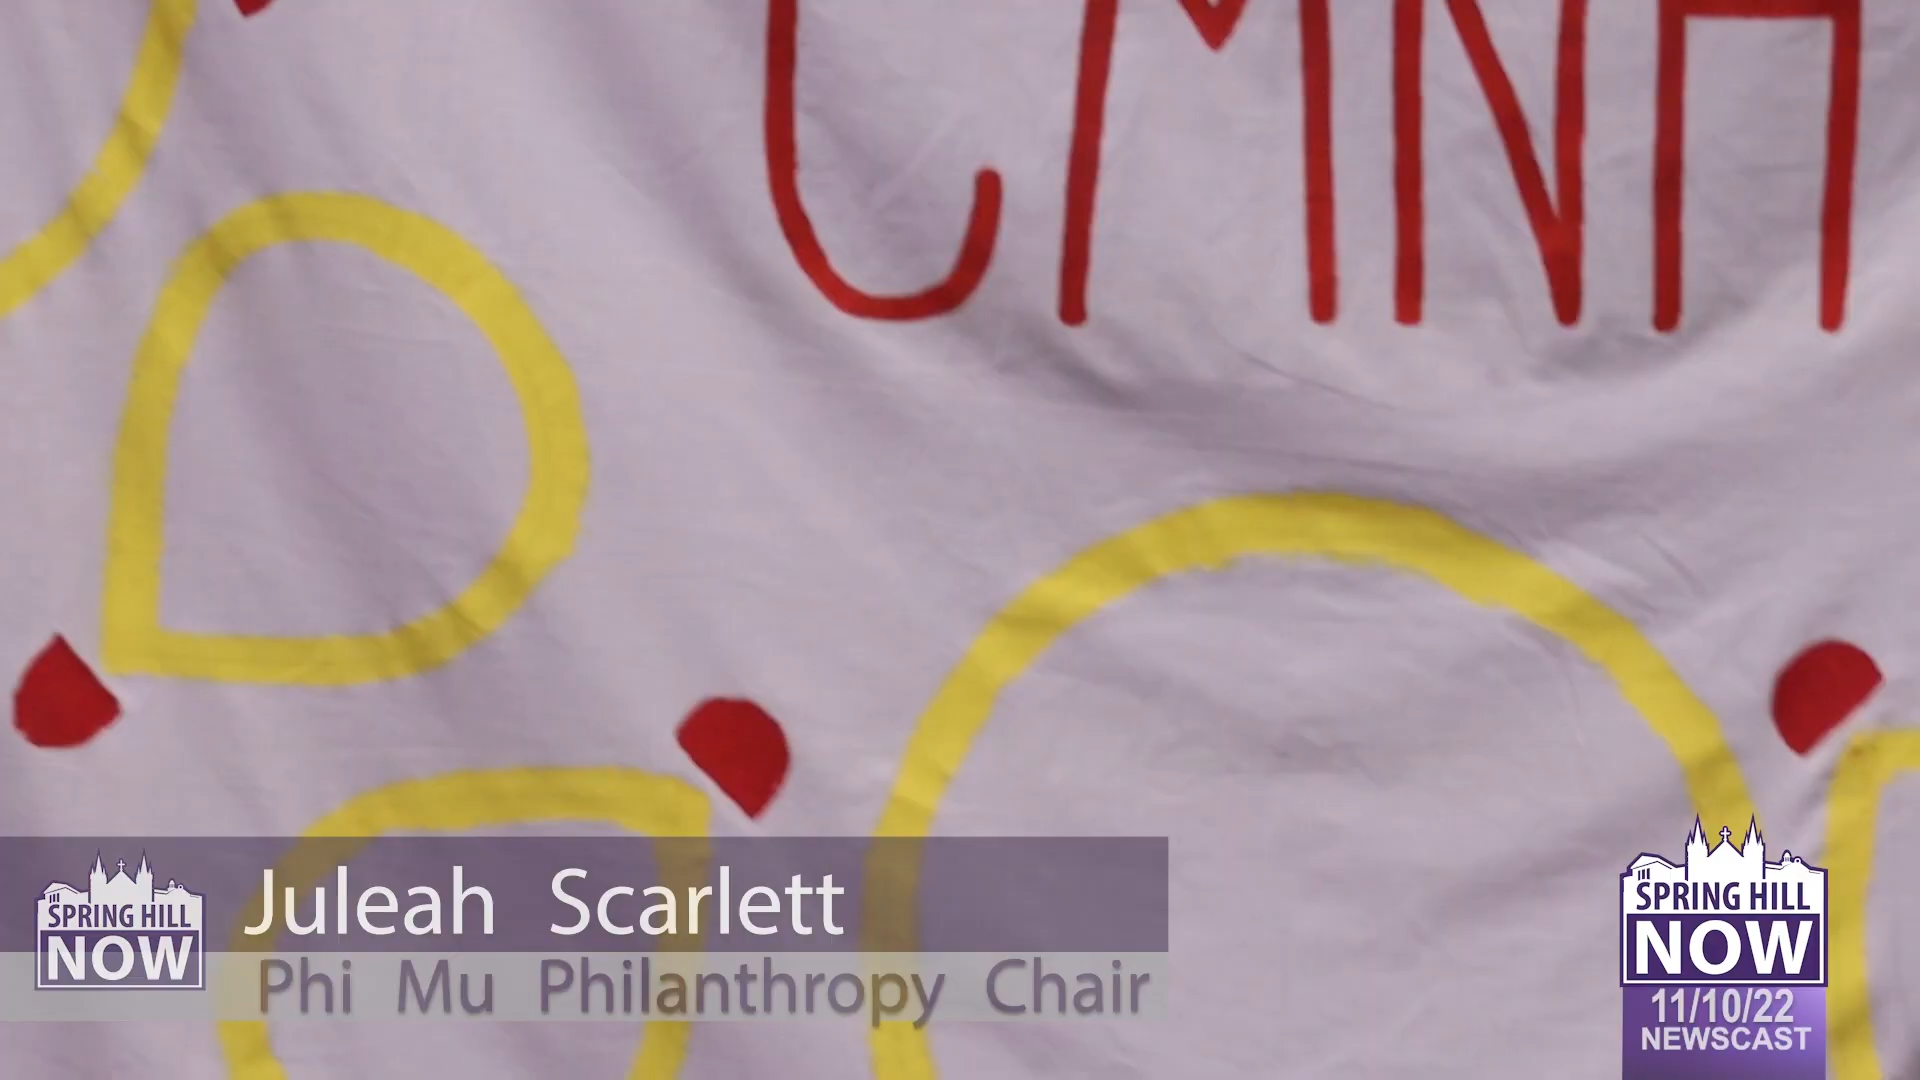 CMNH
Juleah Scarlett
Phi Mu Philanthropy Chair
SPRING HILL
NOW
SPRING HILL
NOW
11/10/22
NEWSCAST